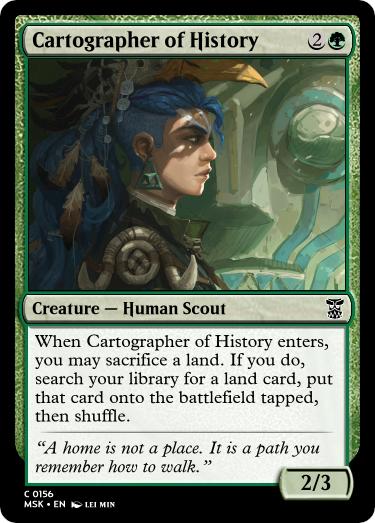 Cartographer of History 2
Creature — Human Scout
When Cartographer of History enters,
you may sacrifice a land. If you do,
search your library for a land card, put
that card onto the battlefield tapped,
then shuffle.
“A home is not a place. It is a path you
remember how to walk.”
2/3
C 0156
MSK • EN LEI MIN